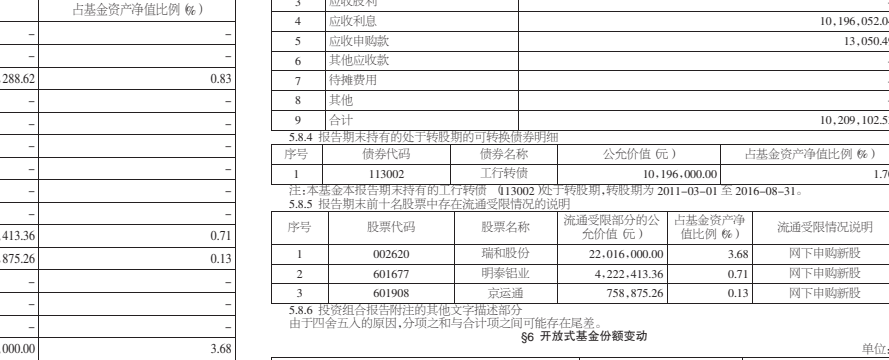 占基金资产净值比例（%）
–
–
–
–
288.62
0.83
–
–
–
–
–
–
–
–
–
–
–
–
413.36
0.71
875.26
0.13
–
–
–
–
–
–
000.00
3.68
3
应收股利
4
应收利息
10,196,052.04
5
应收申购款
13,050.49
6
其他应收款
7
待摊费用
8
其他
9
合计
10,209,102.53
5.8.4 报告期末持有的处于转股期的可转换债券明细
序号
债券代码
债券名称
公允价值（元）
占基金资产净值比例（%）
1
113002
工行转债
10,196,000.00
1.70
注:本基金本报告期末持有的工行转债（113002）处于转股期,转股期为 2011-03-01 至 2016-08-31。
5.8.5 报告期末前十名股票中存在流通受限情况的说明
序号
股票代码
股票名称
流通受限部分的公
允价值（元）
占基金资产净
值比例（%）
流通受限情况说明
1
002620
瑞和股份
22,016,000.00
3.68
网下申购新股
2
601677
明泰铝业
4,222,413.36
0.71
网下申购新股
3
601908
京运通
758,875.26
0.13
网下申购新股
5.8.6 投资组合报告附注的其他文字描述部分
由于四舍五入的原因,分项之和与合计项之间可能存在尾差。
§6 开放式基金份额变动
单位: